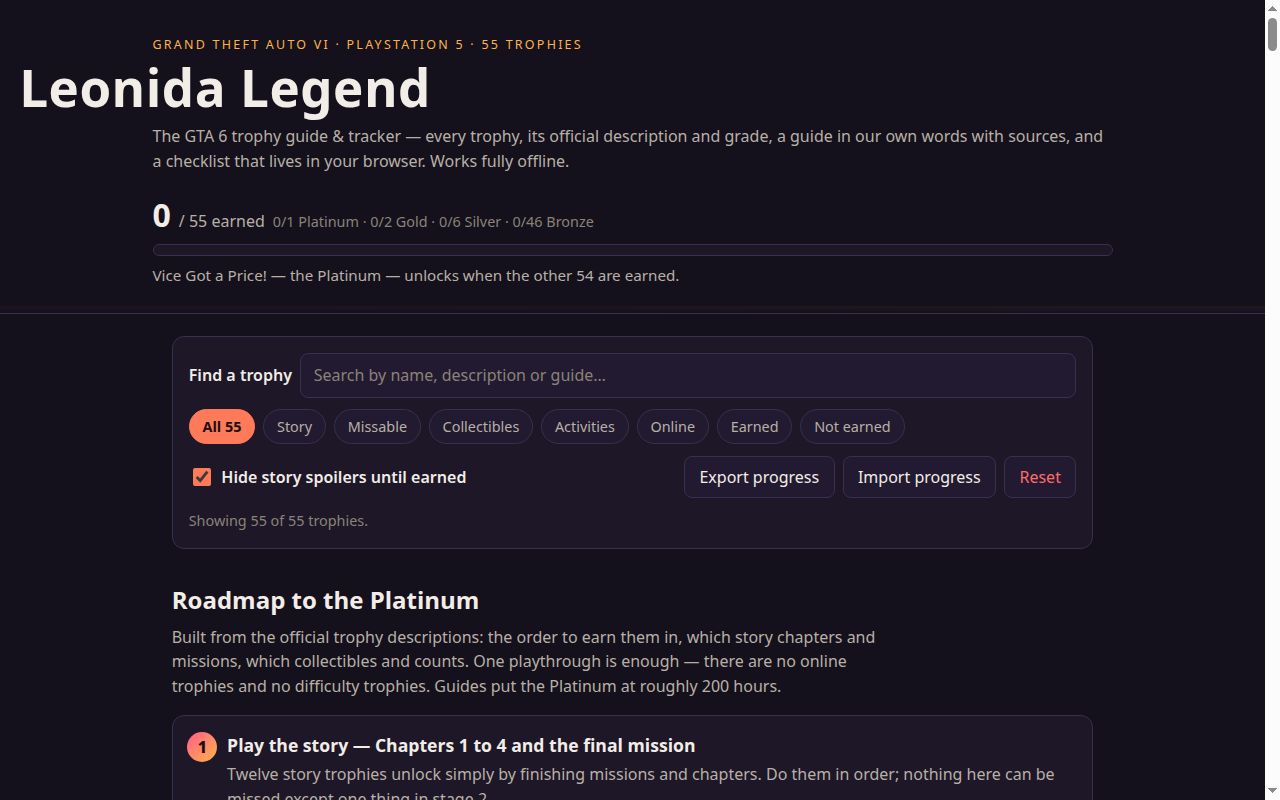 GRAND THEFT AUTO VI · PLAYSTATION 5 · 55 TROPHIES
Leonida Legend
The GTA 6 trophy guide & tracker — every trophy, its official description and grade, a guide in our own words with sources, and
a checklist that lives in your browser. Works fully offline.
0 / 55 earned 0/1 Platinum · 0/2 Gold · 0/6 Silver · 0/46 Bronze
Vice Got a Price! — the Platinum — unlocks when the other 54 are earned.
Find a trophy Search by name, description or guide...
All 55 Story Missable Collectibles Activities Online Earned Not earned
Hide story spoilers until earned Export progress Import progress Reset
Showing 55 of 55 trophies.
Roadmap to the Platinum
Built from the official trophy descriptions: the order to earn them in, which story chapters and
missions, which collectibles and counts. One playthrough is enough — there are no online
trophies and no difficulty trophies. Guides put the Platinum at roughly 200 hours.
1 Play the story — Chapters 1 to 4 and the final mission
Twelve story trophies unlock simply by finishing missions and chapters. Do them in order; nothing here can be
missed except one thing in stage 2.